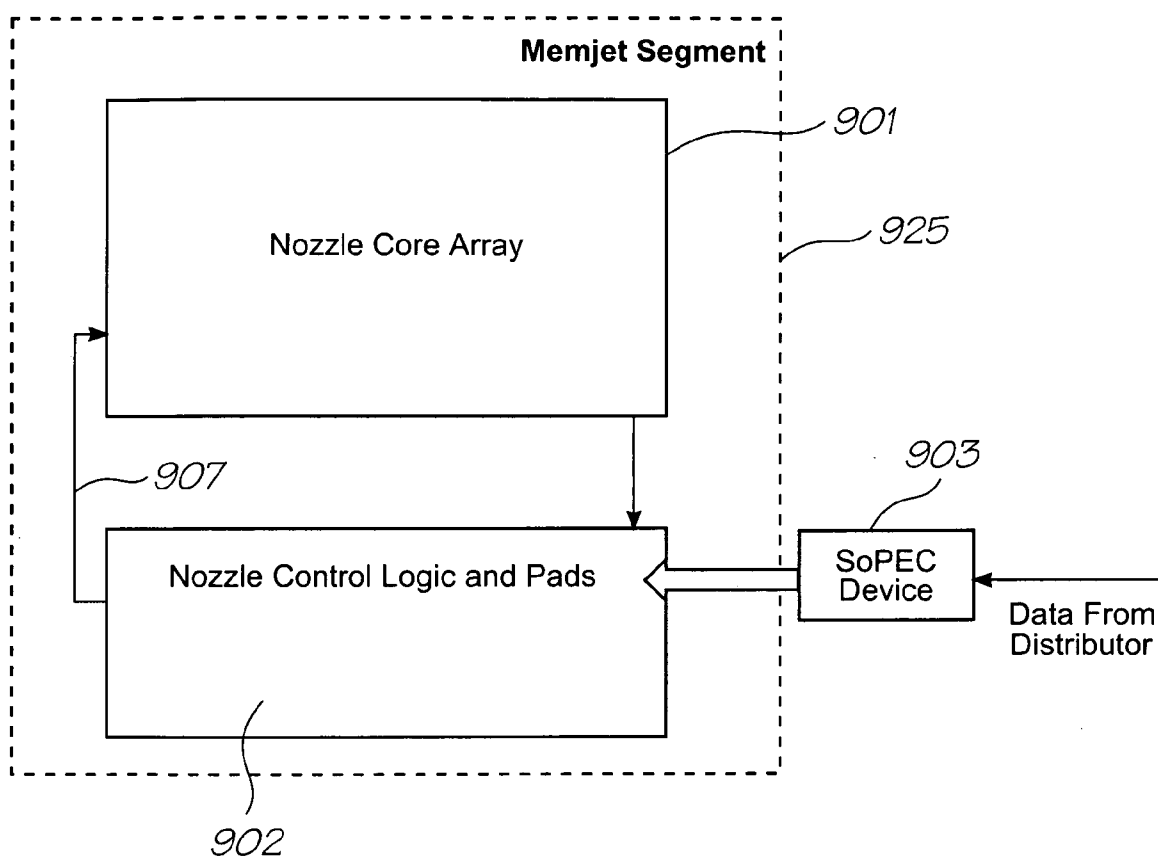 Memjet Segment
901
Nozzle Core Array
925
907
903
SoPEC
Device
Nozzle Control Logic and Pads
Data From
Distributor
902